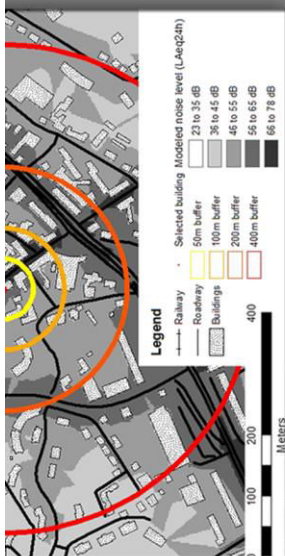 Legend
Railway
Roadway
Buildings
Selected building
50m buffer
100m buffer
200m buffer
400m buffer
Modeled noise level (LAeq24h)
23 to 35 dB
36 to 45 dB
46 to 55 dB
56 to 65 dB
66 to 78 dB
0 100 200 400
Meters